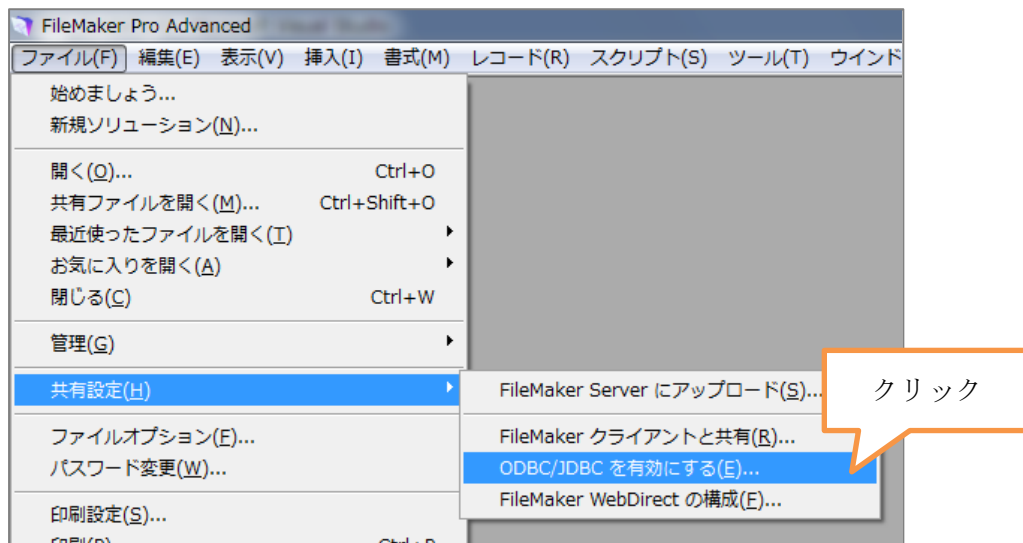 FileMaker Pro Advanced
ファイル(F) 編集(E) 表示(V) 挿入(I) 書式(M) レコード(R) スクリプト(S) ツール(T) ウインド
始めましょう...
新規ソリューション(N)...
開く(O)... Ctrl+O
共有ファイルを開く(M)... Ctrl+Shift+O
最近使ったファイルを開く(T)
お気に入りを開く(A)
閉じる(C) Ctrl+W
管理(G)
共有設定(H)
FileMaker Server にアップロード(S)...
クリック
ファイルオプション(F)...
FileMaker クライアントと共有(R)...
パスワード変更(W)...
ODBC/JDBC を有効にする(E)...
FileMaker WebDirect の構成(F)...
印刷設定(S)...